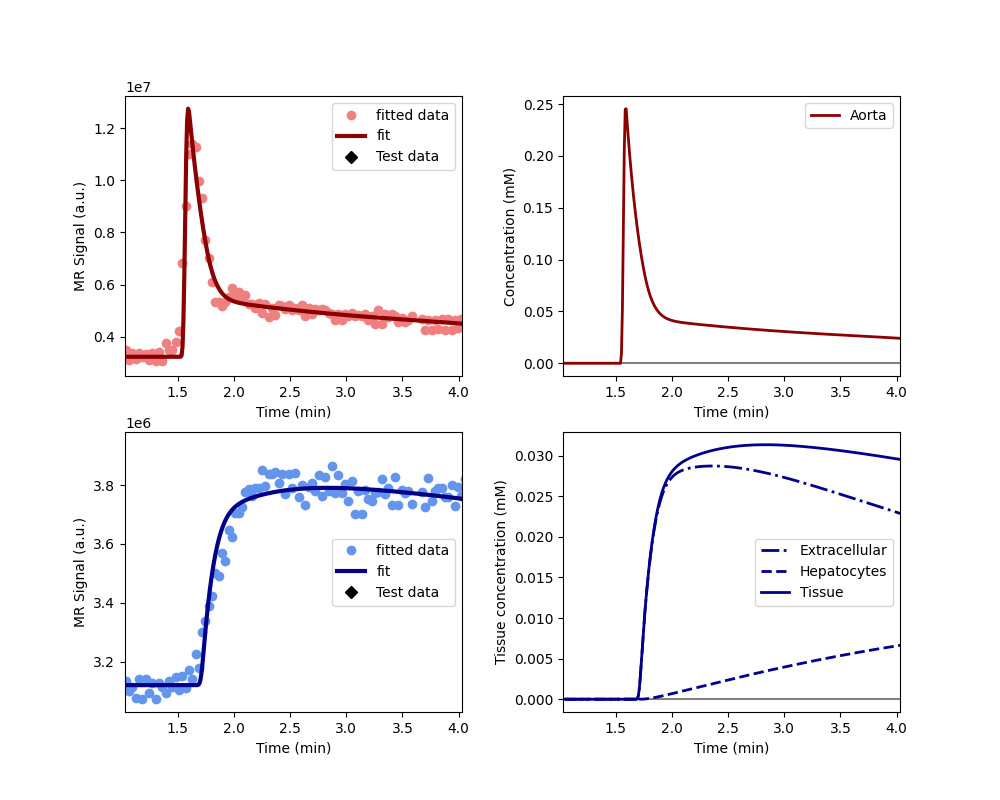 1e7
MR Signal (a.u.)
1.2
1.0
0.8
0.6
0.4
fitted data
fit
Test data
1.5 2.0 2.5 3.0 3.5 4.0
Time (min)
Concentration (mM)
0.25
0.20
0.15
0.10
0.05
0.00
Aorta
1.5 2.0 2.5 3.0 3.5 4.0
Time (min)
1e6
MR Signal (a.u.)
3.8
3.6
3.4
3.2
fitted data
fit
Test data
1.5 2.0 2.5 3.0 3.5 4.0
Time (min)
Tissue concentration (mM)
0.030
0.025
0.020
0.015
0.010
0.005
0.000
Extracellular
Hepatocytes
Tissue
1.5 2.0 2.5 3.0 3.5 4.0
Time (min)